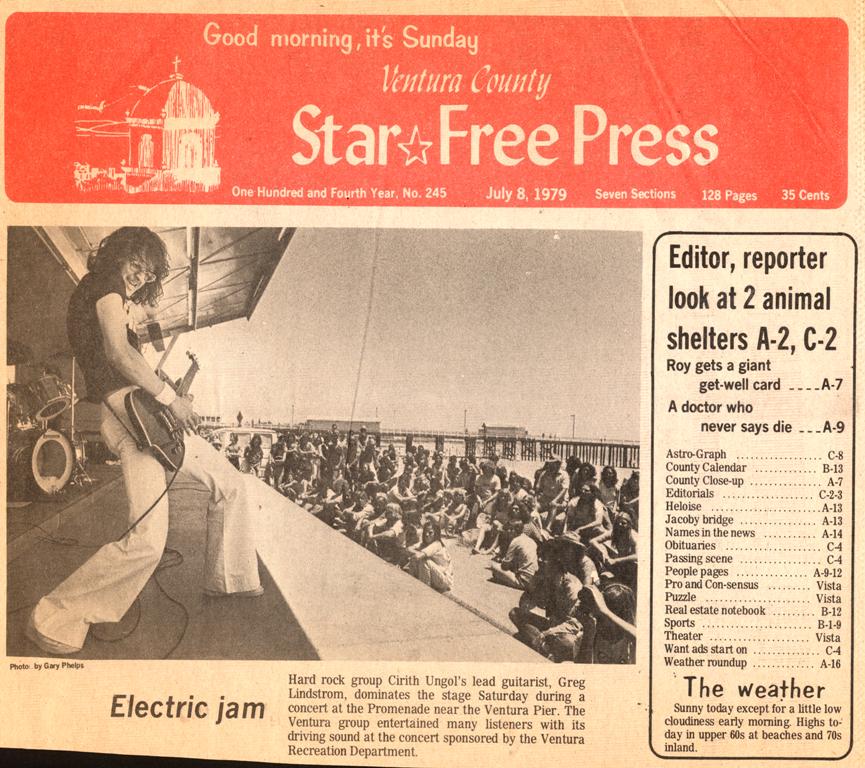 Good morning, it's Sunday
Ventura County
Star☆Free Press
One Hundred and Fourth Year, No. 245 July 8, 1979 Seven Sections 128 Pages 35 Cents
Photo by Gary Phelps
Electric jam
Hard rock group Cirith Ungol's lead guitarist, Greg
Lindstrom, dominates the stage Saturday during a
concert at the Promenade near the Ventura Pier. The
Ventura group entertained many listeners with its
driving sound at the concert sponsored by the Ventura
Recreation Department.
Editor, reporter
look at 2 animal
shelters A-2, C-2
Roy gets a giant
get-well card ____A-7
A doctor who
never says die ___A-9
Astro-Graph ..................... C-8
County Calendar ............... B-13
County Close-up ................ A-7
Editorials ....................... C-2-3
Heloise .......................... A-13
Jacoby bridge .................. A-13
Names in the news ............. A-14
Obituaries ....................... C-4
Passing scene ................... C-4
People pages ................ A-9-12
Pro and Con-sensus .......... Vista
Puzzle .......................... Vista
Real estate notebook .......... B-12
Sports .......................... B-1-9
Theater ......................... Vista
Want ads start on .............. C-4
Weather roundup .............. A-16
The weather
Sunny today except for a little low
cloudiness early morning. Highs to-
day in upper 60s at beaches and 70s
inland.